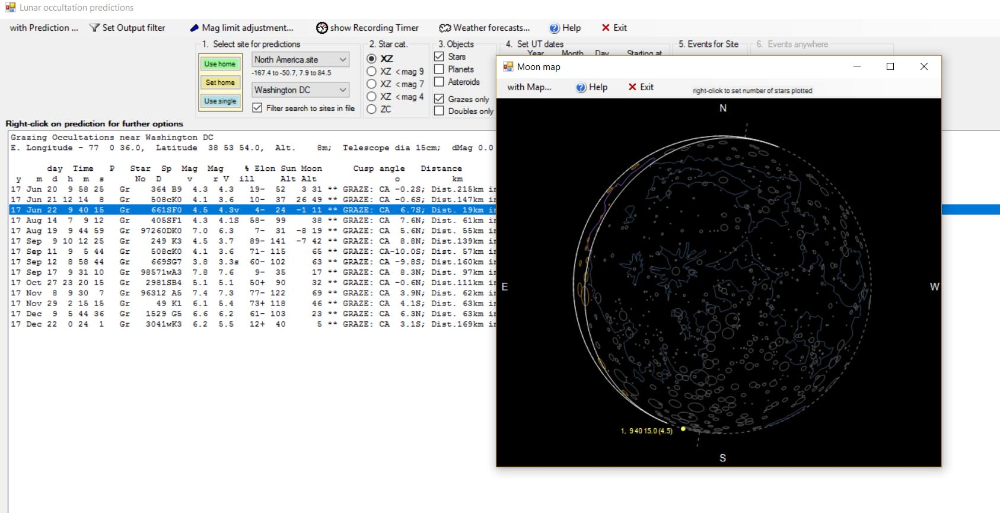 Lunar occultation predictions
with Prediction ... Set Output filter Mag limit adjustment... show Recording Timer Weather forecasts... Help Exit
1. Select site for predictions 2. Star cat. 3. Objects 4. Set UT dates 5. Events for Site 6. Events anywhere
Year Month Day Starting at
Use home North America.site XZ Stars
-167.4 to -50.7, 7.9 to 84.5 XZ < mag 9 Planets
Set home Washington DC XZ < mag 7 Asteroids
Use single XZ < mag 4 Grazes only
Filter search to sites in file ZC Doubles only
Right-click on prediction for further options
Grazing Occultations near Washington DC
E. Longitude - 77 0 36.0, Latitude 38 53 54.0, Alt. 8m; Telescope dia 15cm; dMag 0.0
day Time P Star Sp Mag Mag % Elon Sun Moon Cusp angle Distance
y m d h m s No D v r V ill Alt Alt o km
17 Jun 20 9 58 25 Gr 364 B9 4.3 4.3 19- 52 3 31 ** GRAZE: CA -0.2S; Dist.215km in
17 Jun 21 12 14 8 Gr 508cK0 4.1 3.6 10- 37 26 49 ** GRAZE: CA -0.6S; Dist.147km in
17 Jun 22 9 40 15 Gr 661SF0 4.5 4.3v 4- 24 -1 11 ** GRAZE: CA 6.7S; Dist. 19km in
17 Aug 14 7 9 12 Gr 405SF1 4.3 4.1S 58- 99 38 ** GRAZE: CA 7.6N; Dist. 61km in
17 Aug 19 9 44 59 Gr 97260DK0 7.0 6.3 7- 31 -8 19 ** GRAZE: CA 5.6N; Dist. 55km in
17 Sep 9 10 12 25 Gr 249 K3 4.5 3.7 89- 141 -7 42 ** GRAZE: CA 8.8N; Dist.139km in
17 Sep 11 9 5 44 Gr 508cK0 4.1 3.6 71- 115 65 ** GRAZE: CA-10.0S; Dist. 57km in
17 Sep 12 8 58 44 Gr 669SG7 3.8 3.3s 60- 102 63 ** GRAZE: CA -9.8S; Dist.160km in
17 Sep 17 9 31 10 Gr 98571wA3 7.8 7.6 9- 35 17 ** GRAZE: CA 8.3N; Dist. 97km in
17 Oct 27 23 20 15 Gr 2981SB4 5.1 5.1 50+ 90 32 ** GRAZE: CA -0.6N; Dist.111km in
17 Nov 8 9 30 7 Gr 96312 A5 7.4 7.3 77- 122 69 ** GRAZE: CA 3.9N; Dist. 62km in
17 Nov 29 2 15 15 Gr 49 K1 6.1 5.4 73+ 118 46 ** GRAZE: CA 4.1S; Dist. 63km in
17 Dec 9 5 44 36 Gr 1529 G5 6.6 6.2 61- 103 23 ** GRAZE: CA 6.3N; Dist. 63km in
17 Dec 22 0 24 1 Gr 3041wK3 6.2 5.5 12+ 40 5 ** GRAZE: CA 3.1S; Dist.169km in
Moon map
with Map... Help Exit right-click to set number of stars plotted
N
E W
1, 9 40 15.0 (4.5)
S